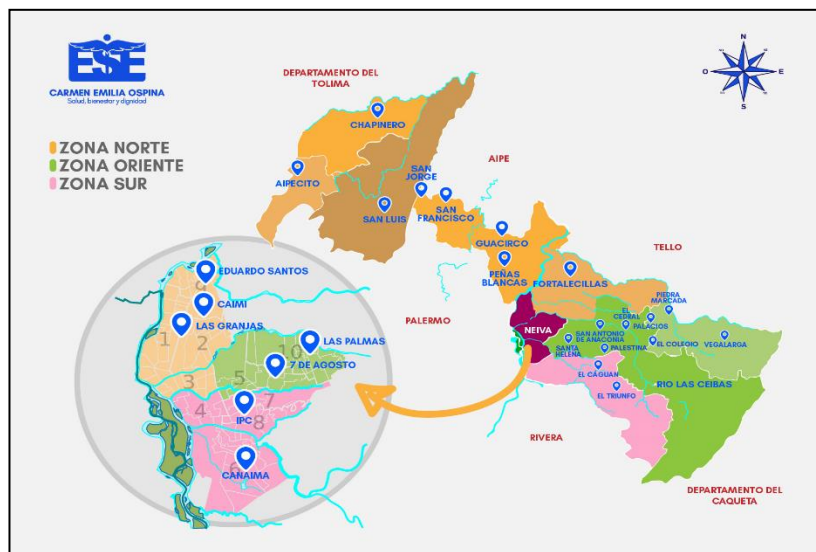 ESE
CARMEN EMILIA OSPINA
Salud, bienestar y dignidad
ZONA NORTE
ZONA ORIENTE
ZONA SUR
N
O
E
S
DEPARTAMENTO DEL
TOLIMA
CHAPINERO
AIPECITO
SAN LUIS
SAN
JORGE
AIPE
SAN
FRANCISCO
GUACIRCO
PEÑAS
BLANCAS
FORTALECILLAS
TELLO
PALERMO
NEIVA
PIEDRA
MARCADA
EL
CEDRAL
PALACIOS
SAN ANTONIO
DE ANACONIA
SANTA
HELENA
PALESTINA
EL COLEGIO
VEGALARGA
EL CAGUAN
EL TRIUNFO
RIO LAS CEIBAS
RIVERA
DEPARTAMENTO DEL
CAQUETA
EDUARDO SANTOS
9
CAIMI
LAS GRANJAS
1
2
3
LAS PALMAS
10
7 DE AGOSTO
5
4
7
IPC
8
6
CANAIMA